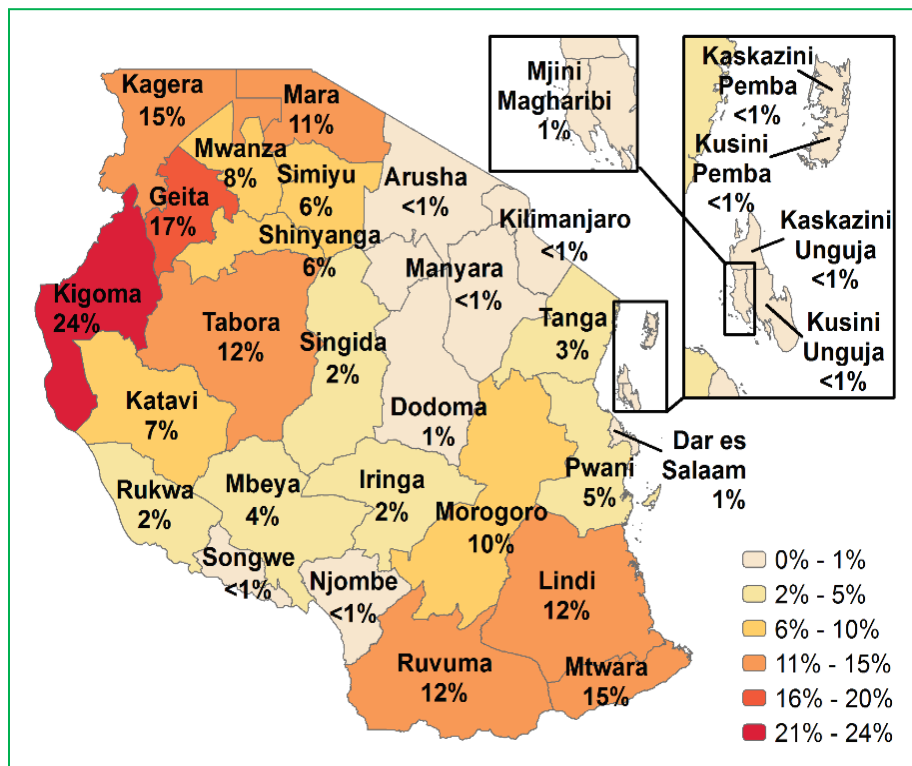 Kagera
15%
Mara
11%
Mwanza
8%
Simiyu
6%
Geita
17%
Shinyanga
6%
Arusha
<1%
Kilimanjaro
<1%
Manyara
<1%
Kigoma
24%
Tabora
12%
Singida
2%
Tanga
3%
Katavi
7%
Dodoma
1%
Dar es
Salaam
1%
Pwani
5%
Rukwa
2%
Mbeya
4%
Iringa
2%
Morogoro
10%
Songwe
<1%
Njombe
<1%
Lindi
12%
Ruvuma
12%
Mtwara
15%
Mjini
Magharibi
1%
Kaskazini
Pemba
<1%
Kusini
Pemba
<1%
Kaskazini
Unguja
<1%
Kusini
Unguja
<1%
0% - 1%
2% - 5%
6% - 10%
11% - 15%
16% - 20%
21% - 24%